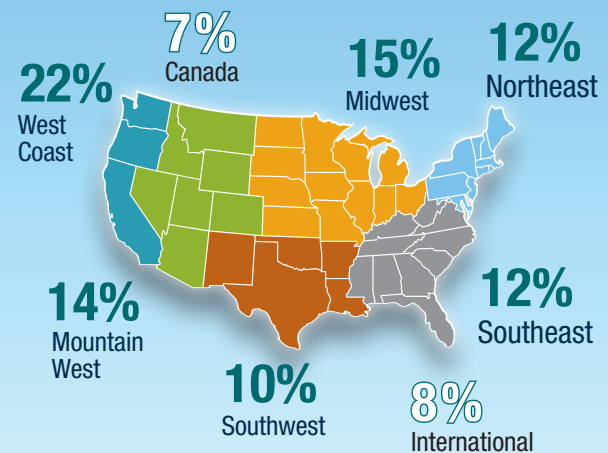 7%
Canada
15%
Midwest
12%
Northeast
22%
West
Coast
14%
Mountain
West
10%
Southwest
12%
Southeast
8%
International